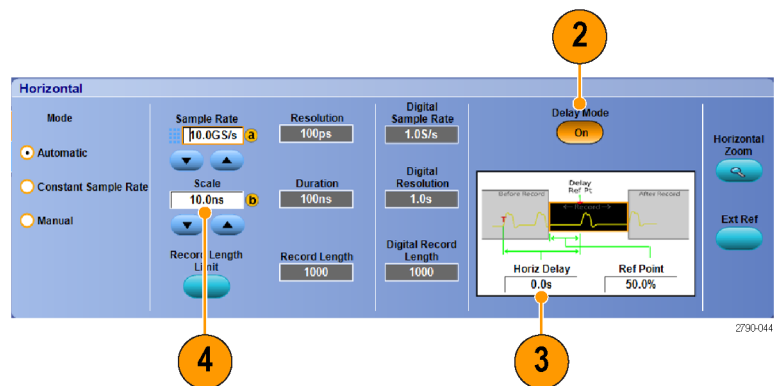 2
Horizontal
Mode
Automatic
Constant Sample Rate
Manual
Sample Rate
10.0GS/s a
Scale
10.0ns b
Record Length
Limit
Resolution
100ps
Duration
100ns
Record Length
1000
Digital
Sample Rate
1.0S/s
Digital
Resolution
1.0s
Digital Record
Length
1000
Delay Mode
On
Before Record
Delay
Ref Pt
After Record
Record
T
Horiz Delay
0.0s
Ref Point
50.0%
Horizontal
Zoom
Ext Ref
2790-044
4
3